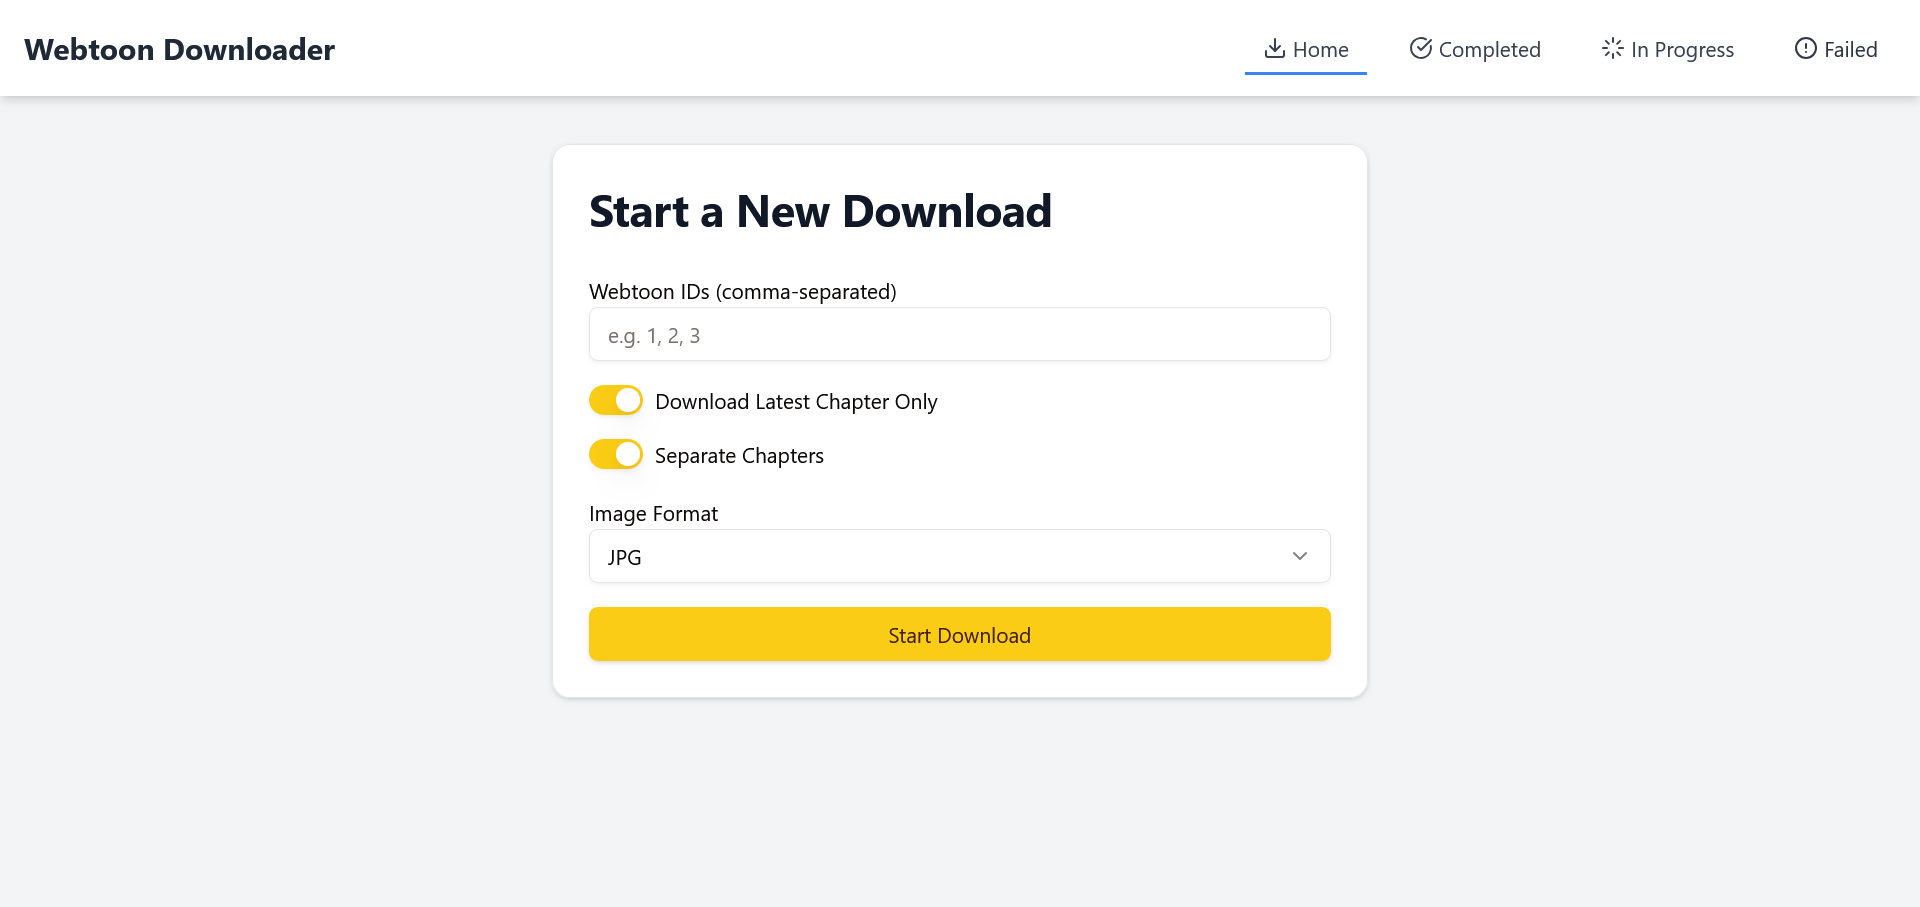 Webtoon Downloader
Home
Completed
In Progress
Failed
Start a New Download
Webtoon IDs (comma-separated)
e.g. 1, 2, 3
Download Latest Chapter Only
Separate Chapters
Image Format
JPG
Start Download